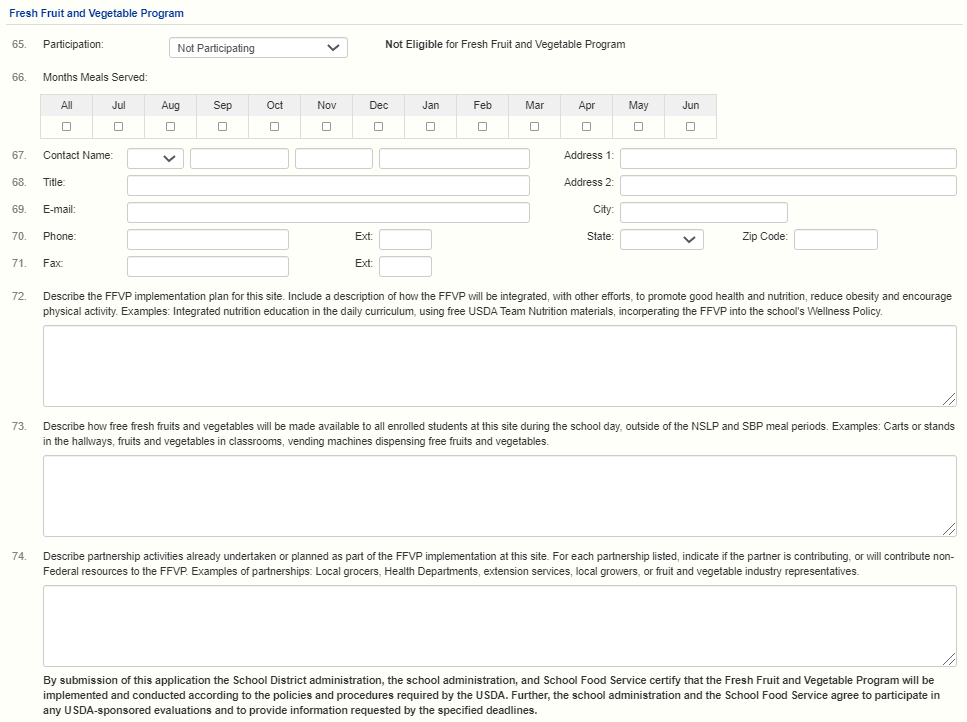 Fresh Fruit and Vegetable Program
65. Participation: Not Participating Not Eligible for Fresh Fruit and Vegetable Program
66. Months Meals Served:
All Jul Aug Sep Oct Nov Dec Jan Feb Mar Apr May Jun
67. Contact Name: Address 1:
68. Title: Address 2:
69. E-mail: City:
70. Phone: Ext: State: Zip Code:
71. Fax: Ext:
72. Describe the FFVP implementation plan for this site. Include a description of how the FFVP will be integrated, with other efforts, to promote good health and nutrition, reduce obesity and encourage
physical activity. Examples: Integrated nutrition education in the daily curriculum, using free USDA Team Nutrition materials, incorperating the FFVP into the school's Wellness Policy.
73. Describe how free fresh fruits and vegetables will be made available to all enrolled students at this site during the school day, outside of the NSLP and SBP meal periods. Examples: Carts or stands
in the hallways, fruits and vegetables in classrooms, vending machines dispensing free fruits and vegetables.
74. Describe partnership activities already undertaken or planned as part of the FFVP implementation at this site. For each partnership listed, indicate if the partner is contributing, or will contribute non-
Federal resources to the FFVP. Examples of partnerships: Local grocers, Health Departments, extension services, local growers, or fruit and vegetable industry representatives.
By submission of this application the School District administration, the school administration, and School Food Service certify that the Fresh Fruit and Vegetable Program will be
implemented and conducted according to the policies and procedures required by the USDA. Further, the school administration and the School Food Service agree to participate in
any USDA-sponsored evaluations and to provide information requested by the specified deadlines.